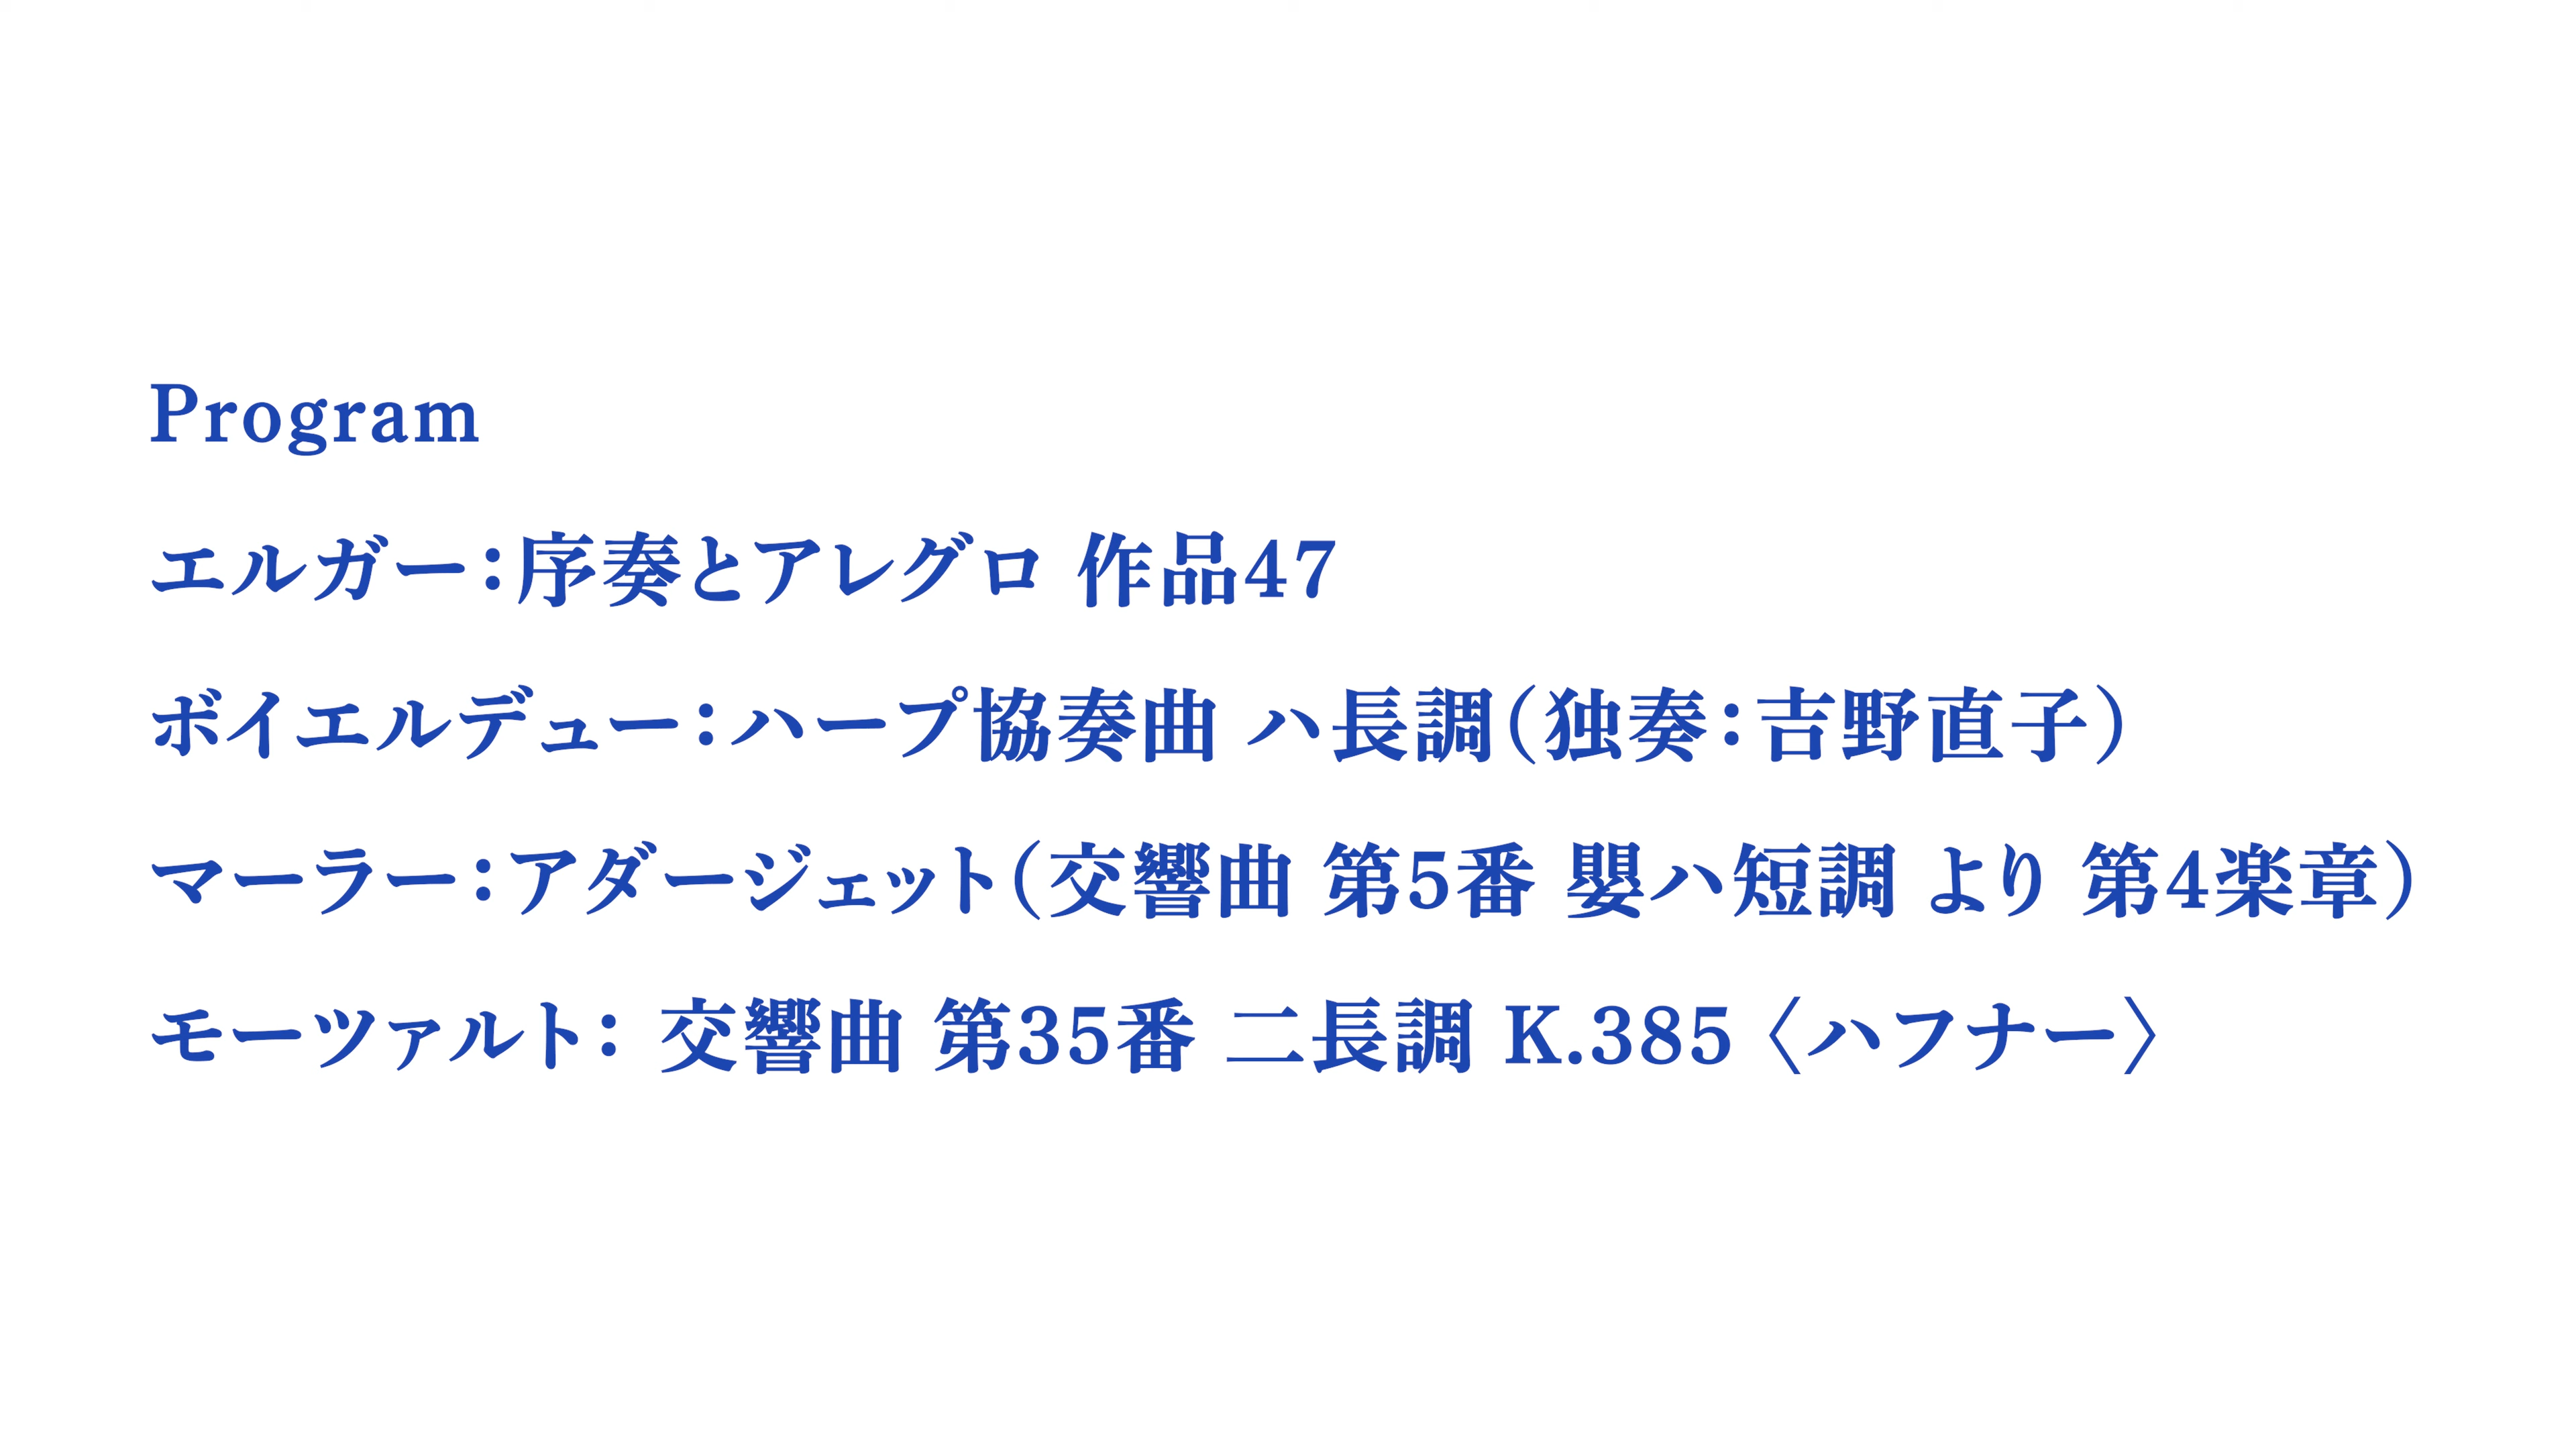 Program
エルガー：序奏とアレグロ 作品47
ボイエルデュー：ハープ協奏曲 ハ長調（独奏：吉野直子）
マーラー：アダージェット（交響曲 第5番 嬰ハ短調 より 第4楽章）
モーツァルト： 交響曲 第35番 二長調 K.385〈ハフナー〉